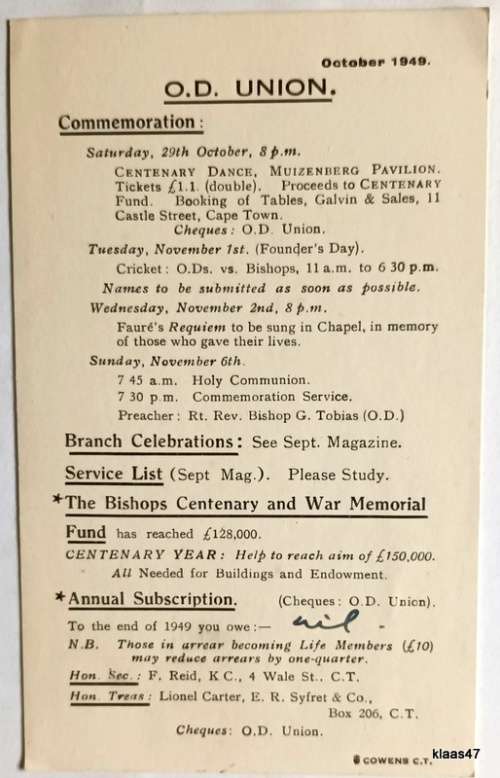 October 1949.
O.D. UNION.
Commemoration:
Saturday, 29th October, 8 p.m.
CENTENARY DANCE, MUIZENBERG PAVILION.
Tickets £1.1. (double). Proceeds to CENTENARY
Fund. Booking of Tables, Galvin & Sales, 11
Castle Street, Cape Town.
Cheques: O.D. Union.
Tuesday, November 1st. (Founder's Day).
Cricket: O.Ds. vs. Bishops, 11 a.m. to 6 30 p.m.
Names to be submitted as soon as possible.
Wednesday, November 2nd, 8 p.m.
Fauré's Requiem to be sung in Chapel, in memory
of those who gave their lives.
Sunday, November 6th.
7 45 a.m. Holy Communion.
7 30 p.m. Commemoration Service.
Preacher: Rt. Rev. Bishop G. Tobias (O.D.)
Branch Celebrations: See Sept. Magazine.
Service List (Sept Mag.). Please Study.
*The Bishops Centenary and War Memorial
Fund has reached £128,000.
CENTENARY YEAR: Help to reach aim of £150,000.
All Needed for Buildings and Endowment.
*Annual Subscription. (Cheques: O.D. Union).
To the end of 1949 you owe:— nil -
N.B. Those in arrear becoming Life Members (£10)
may reduce arrears by one-quarter.
Hon. Sec.: F. Reid, K C., 4 Wale St., C.T.
Hon. Treas: Lionel Carter, E. R. Syfret & Co.,
Box 206, C.T.
Cheques: O.D. Union.
COWENS C.T.
klaas47